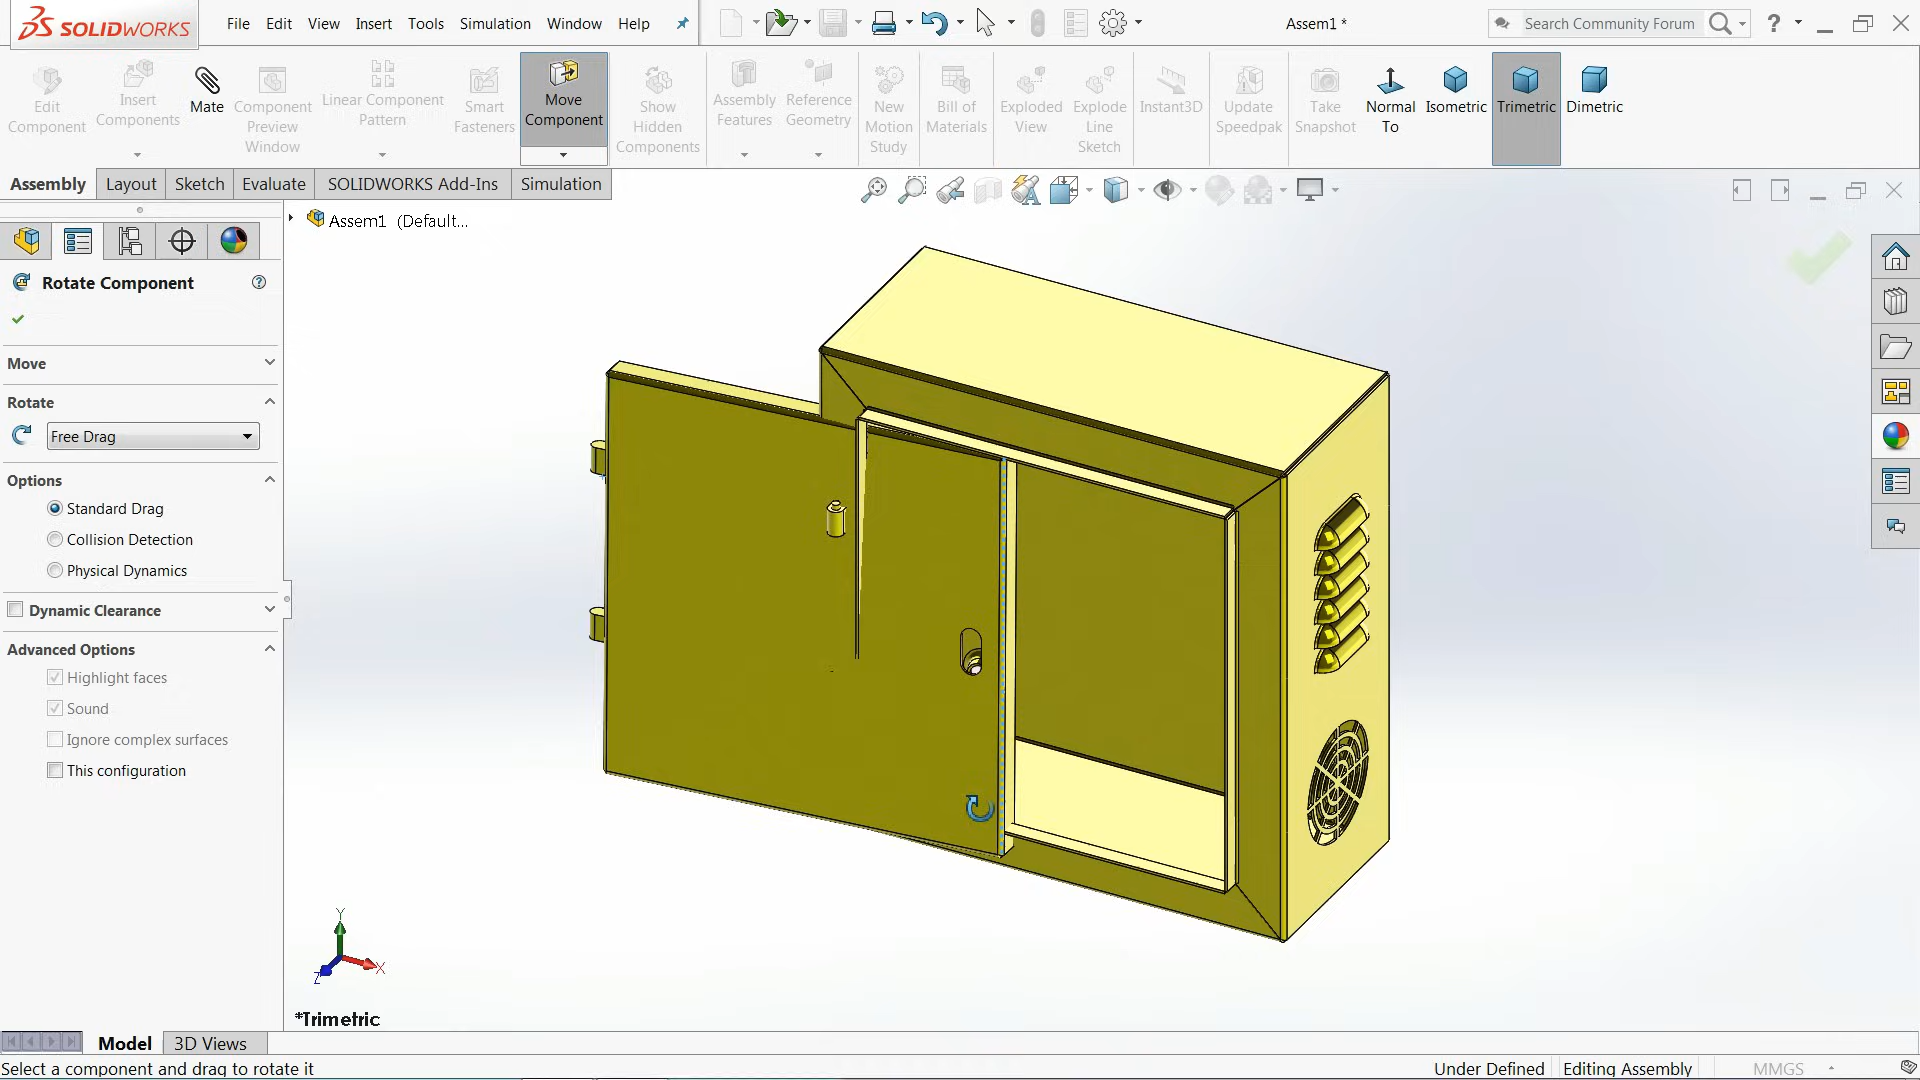 SOLIDWORKS
File Edit View Insert Tools Simulation Window Help
Assem1 *
Search Community Forum
Edit Component
Insert Components
Mate
Component Preview Window
Linear Component Pattern
Smart Fasteners
Move Component
Show Hidden Components
Assembly Features
Reference Geometry
New Motion Study
Bill of Materials
Exploded View
Explode Line Sketch
Instant3D
Update Speedpak
Take Snapshot
Normal To
Isometric
Trimetric
Dimetric
Assembly Layout Sketch Evaluate SOLIDWORKS Add-Ins Simulation
Assem1 (Default...
Rotate Component
Move
Rotate
Free Drag
Options
Standard Drag
Collision Detection
Physical Dynamics
Dynamic Clearance
Advanced Options
Highlight faces
Sound
Ignore complex surfaces
This configuration
Y
X
Z
*Trimetric
Model 3D Views
Select a component and drag to rotate it
Under Defined Editing Assembly MMGS